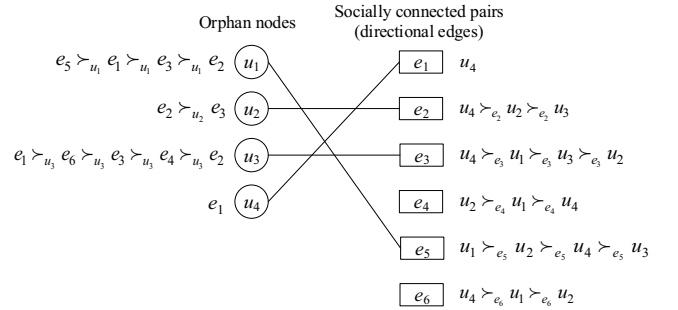 Orphan nodes
Socially connected pairs
(directional edges)
e₅ ≻_{u₁} e₁ ≻_{u₁} e₃ ≻_{u₁} e₂ u₁ e₁ u₄
e₂ ≻_{u₂} e₃ u₂ e₂ u₄ ≻_{e₂} u₂ ≻_{e₂} u₃
e₁ ≻_{u₃} e₆ ≻_{u₃} e₃ ≻_{u₃} e₄ ≻_{u₃} e₂ u₃ e₃ u₄ ≻_{e₃} u₁ ≻_{e₃} u₃ ≻_{e₃} u₂
e₁ u₄ e₄ u₂ ≻_{e₄} u₁ ≻_{e₄} u₄
e₅ u₁ ≻_{e₅} u₂ ≻_{e₅} u₄ ≻_{e₅} u₃
e₆ u₄ ≻_{e₆} u₁ ≻_{e₆} u₂